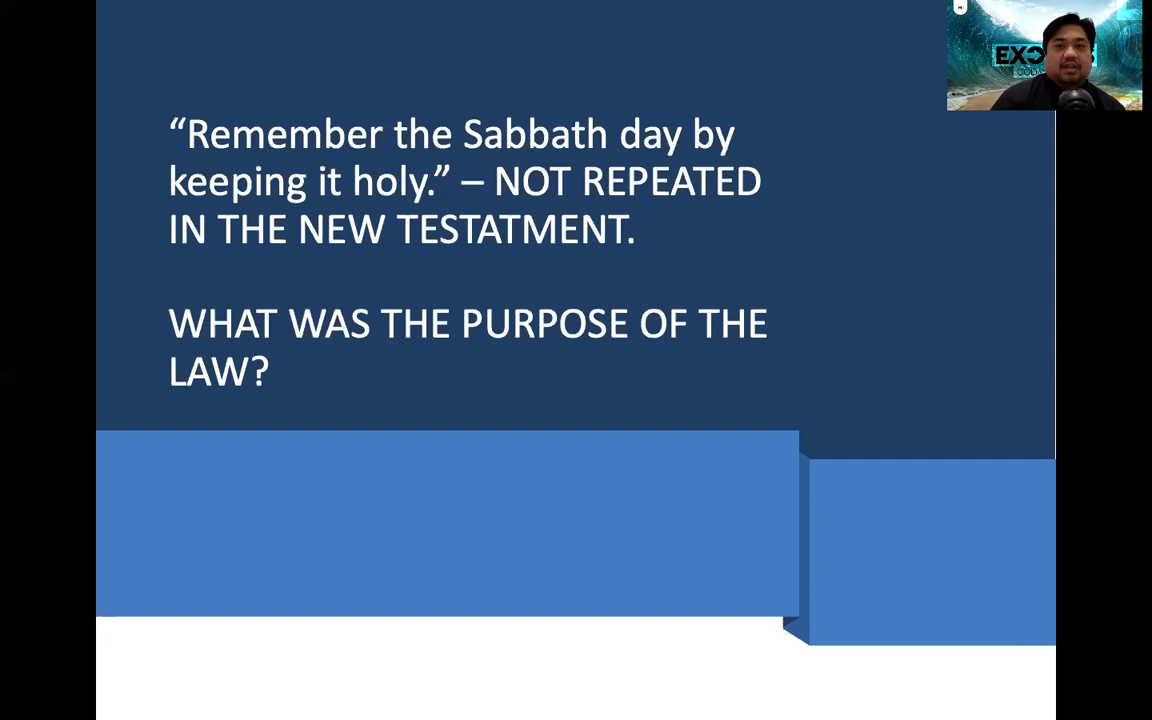 “Remember the Sabbath day by
keeping it holy.” – NOT REPEATED
IN THE NEW TESTATMENT.
WHAT WAS THE PURPOSE OF THE
LAW?